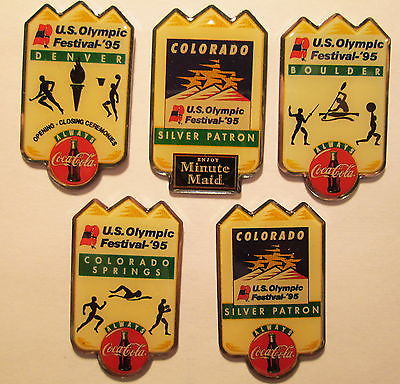 U.S. Olympic
Festival-'95
DENVER
OPENING - CLOSING CEREMONIES
ALWAYS
Coca-Cola
COLORADO
U.S. Olympic
Festival-'95
SILVER PATRON
ENJOY
Minute
Maid
U.S. Olympic
Festival-'95
BOULDER
ALWAYS
Coca-Cola
U.S. Olympic
Festival-'95
COLORADO
SPRINGS
ALWAYS
Coca-Cola
COLORADO
U.S. Olympic
Festival-'95
SILVER PATRON
ALWAYS
Coca-Cola